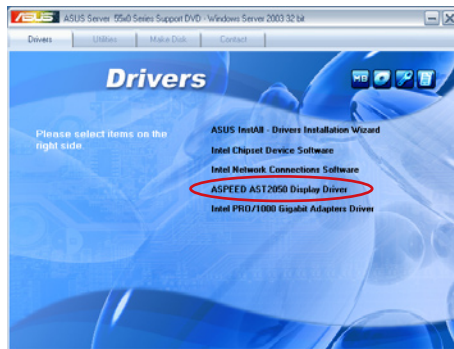 ASUS ASUS Server 55x0 Series Support DVD - Windows Server 2003 32 bit
Drivers Utilities Make Disk Contact
Drivers
Please select items on the right side.
ASUS InstAll - Drivers Installation Wizard
Intel Chipset Device Software
Intel Network Connections Software
ASPEED AST2050 Display Driver
Intel PRO/1000 Gigabit Adapters Driver